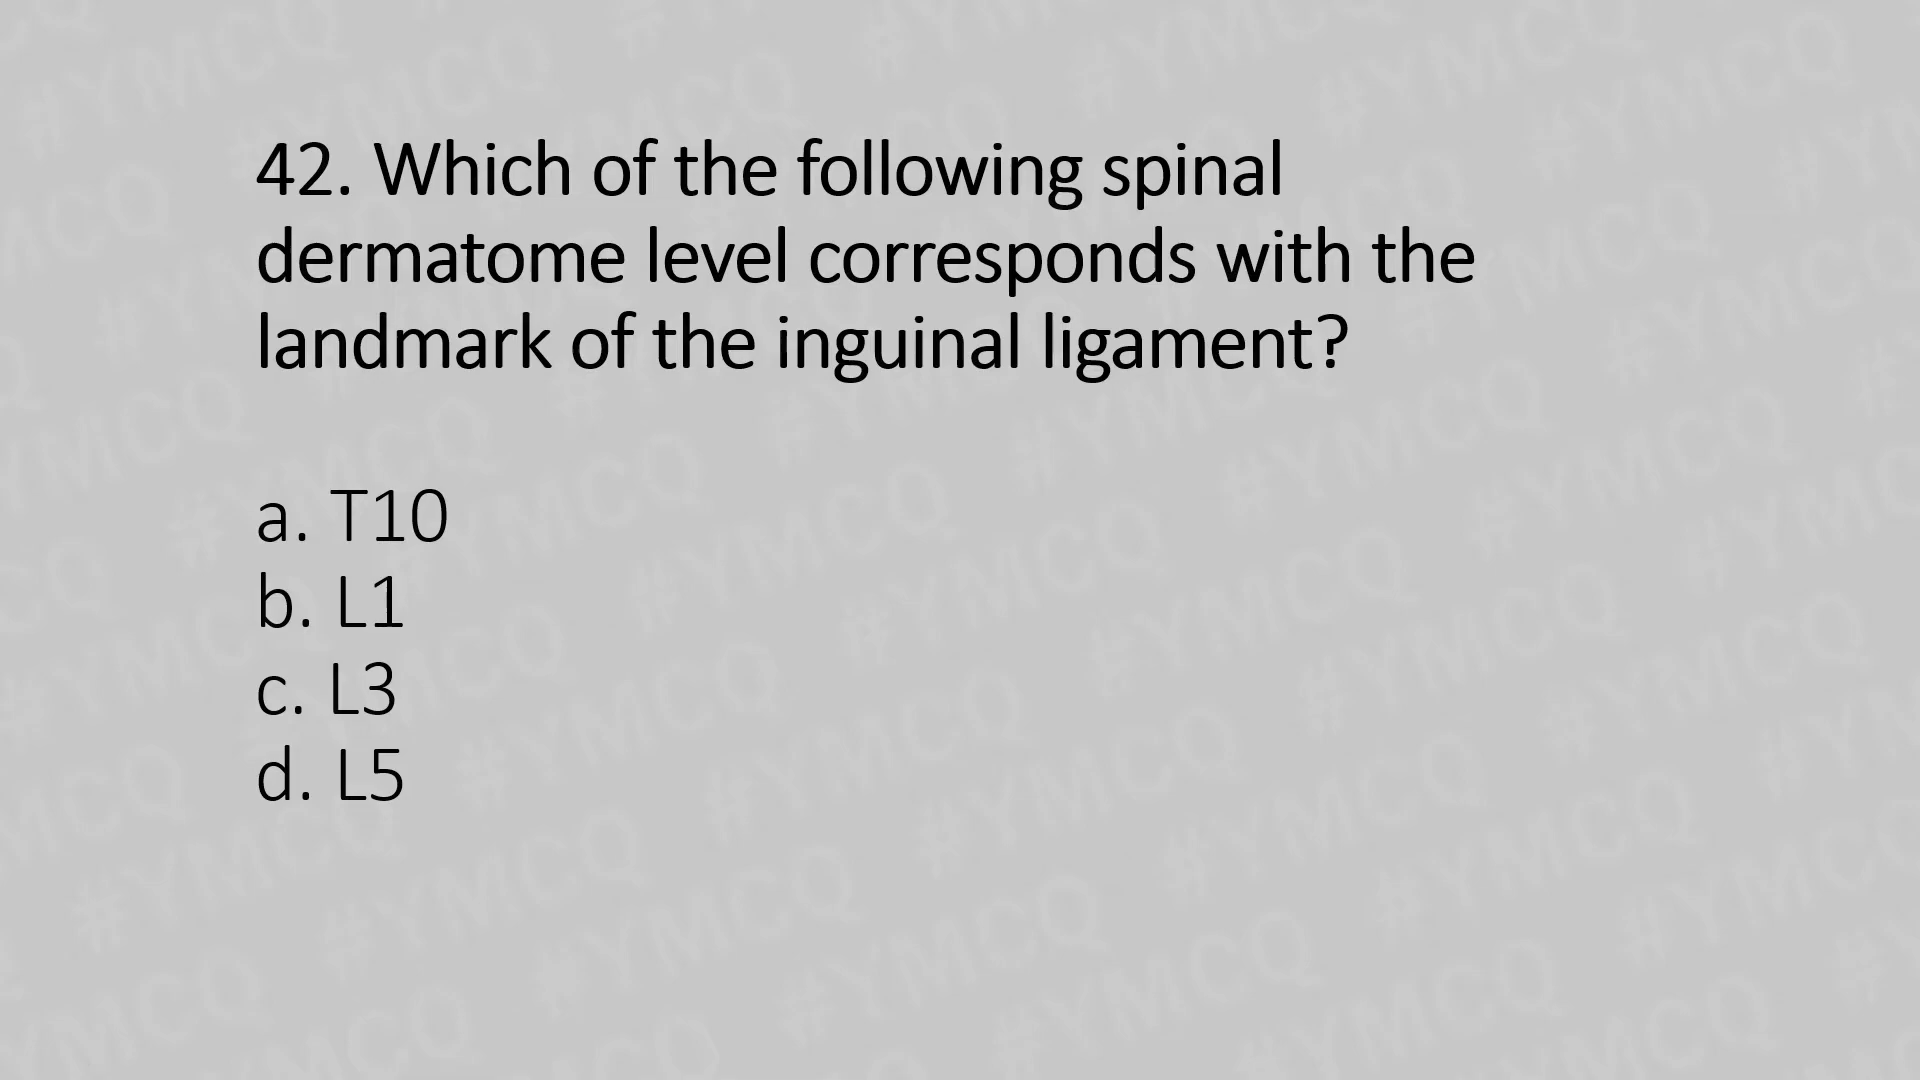 42. Which of the following spinal
dermatome level corresponds with the
landmark of the inguinal ligament?
a. T10
b. L1
c. L3
d. L5
#YMCQ